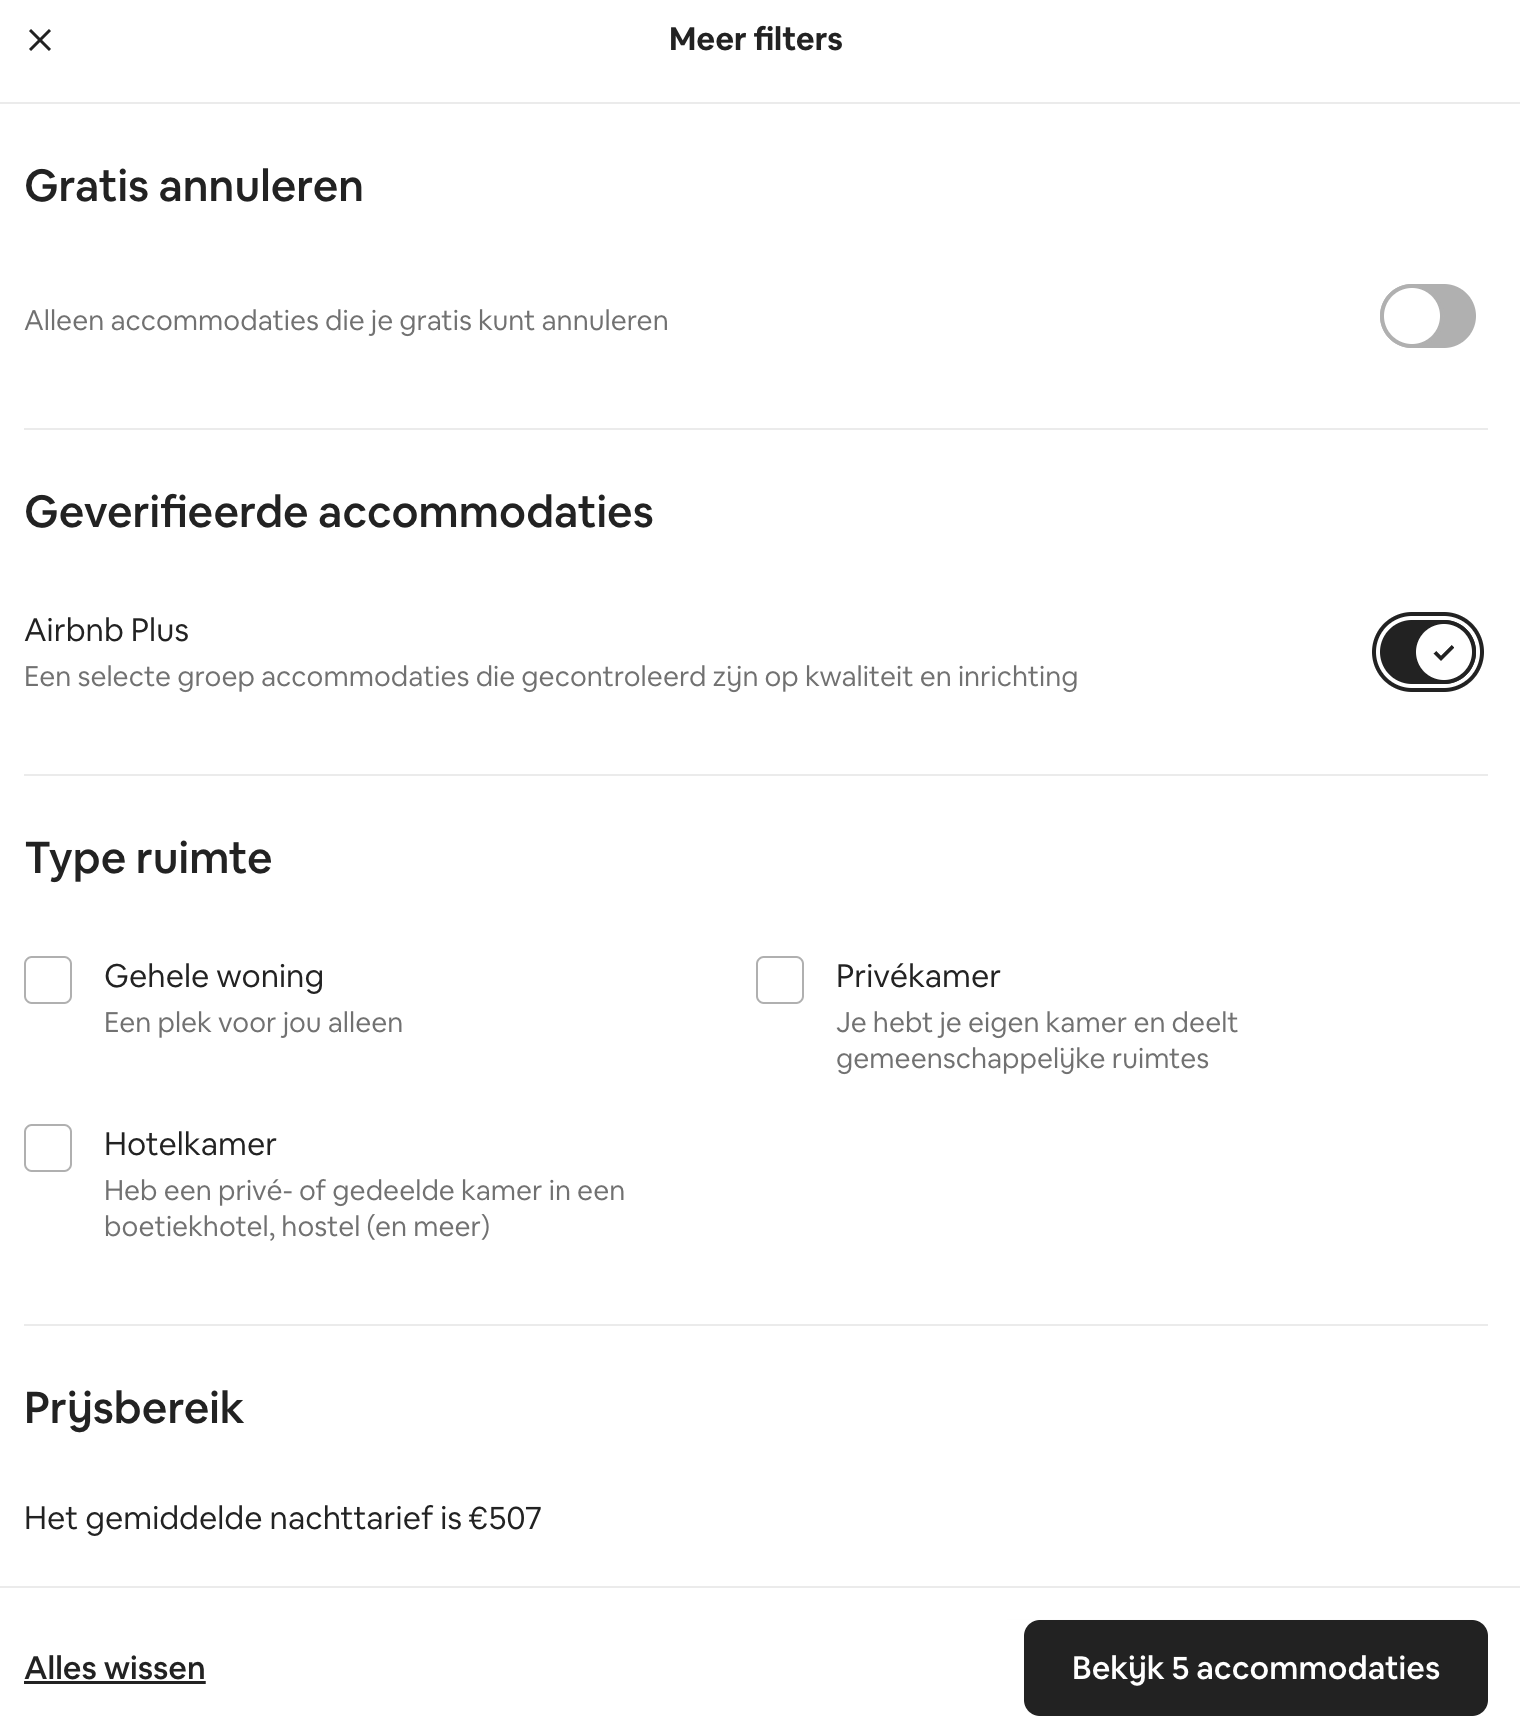 Meer filters
Gratis annuleren
Alleen accommodaties die je gratis kunt annuleren
Geverifieerde accommodaties
Airbnb Plus
Een selecte groep accommodaties die gecontroleerd zijn op kwaliteit en inrichting
Type ruimte
Gehele woning
Een plek voor jou alleen
Privékamer
Je hebt je eigen kamer en deelt
gemeenschappelijke ruimtes
Hotelkamer
Heb een privé- of gedeelde kamer in een
boetiekhotel, hostel (en meer)
Prijsbereik
Het gemiddelde nachttarief is €507
Alles wissen
Bekijk 5 accommodaties